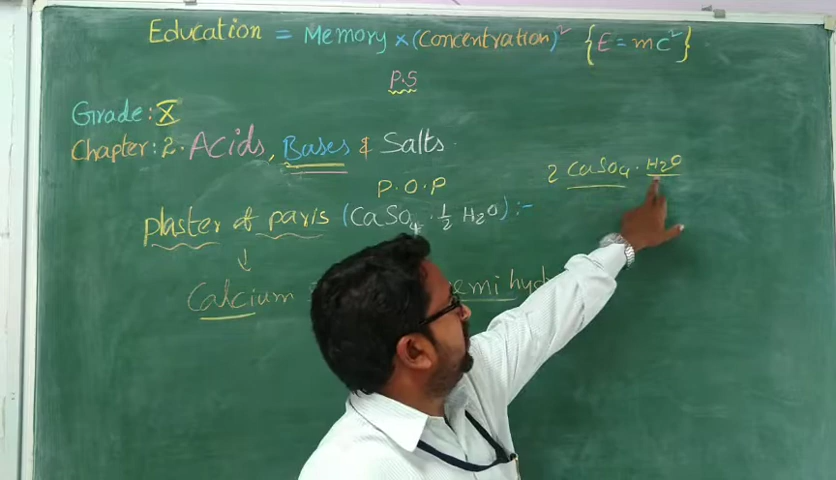 Education = Memory × (Concentration)² {E = mc²}
P.5
Grade: X
Chapter: 2. Acids, Bases & Salts.
2 CaSO₄ · H₂O
P.O.P
plaster of paris (CaSO₄ · ½ H₂O) :-
↓
Calcium